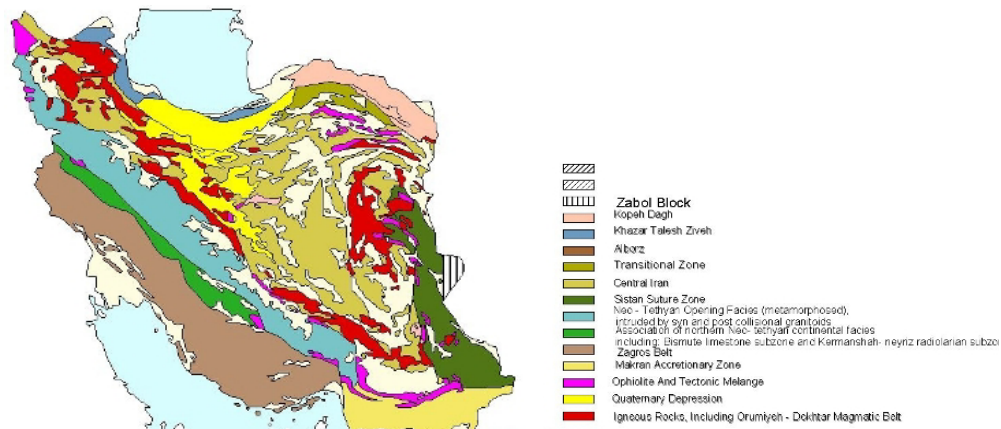 Zabol Block
Kopeh Dagh
Khazar Talesh Ziveh
Alborz
Transitional Zone
Central Iran
Sistan Suture Zone
Neo - Tethyan Opening Facies (metamorphosed),
intruded by syn and post collisional granitoids
Association of northern Neo- tethyan continental facies
including: Bismute limestone subzone and Kermanshah- neyriz radiolarian subzo
Zagros Belt
Makran Accretionary Zone
Ophiolite And Tectonic Melange
Quaternary Depression
Igneous Rocks, Including Orumiyeh - Dokhtar Magmatic Belt